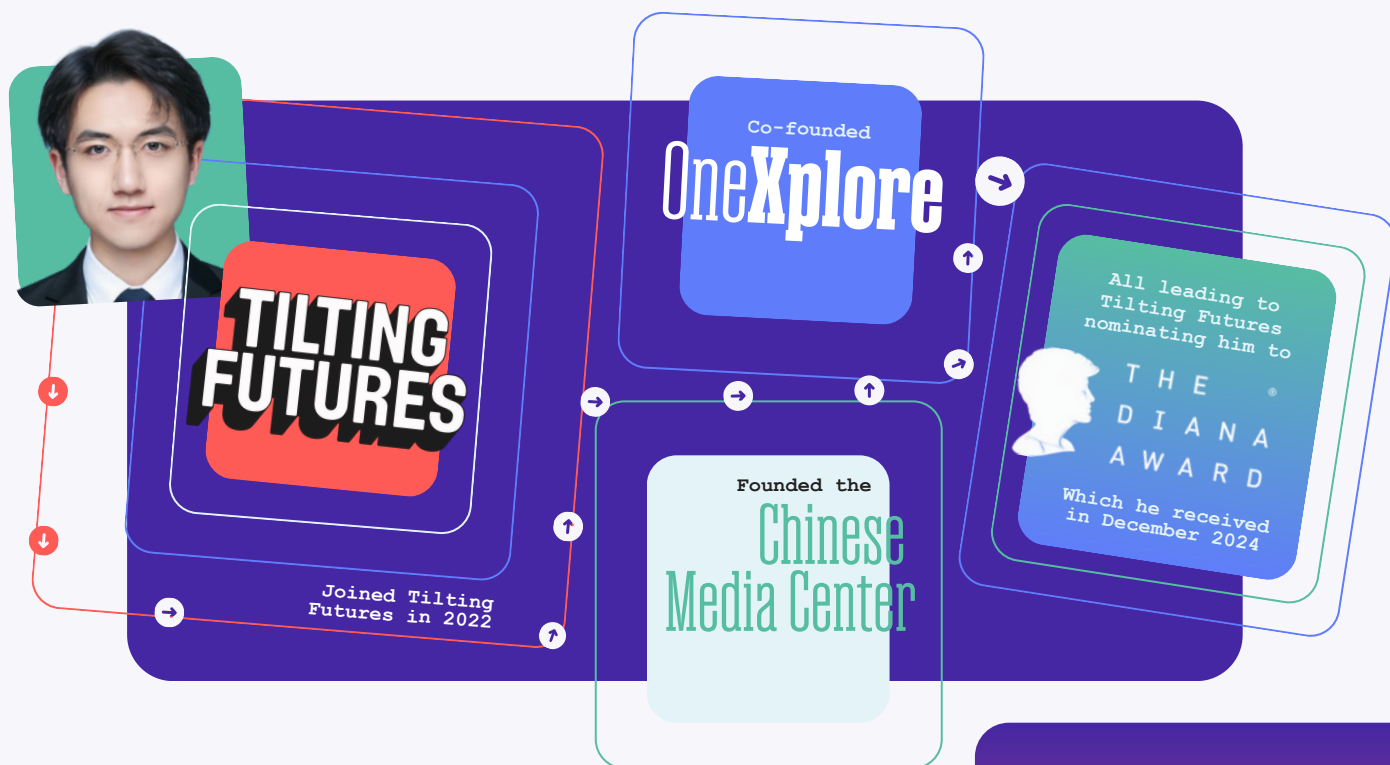 TILTING
FUTURES
Joined Tilting
Futures in 2022
Co-founded
OneXplore
Founded the
Chinese
Media Center
All leading to
Tilting Futures
nominating him to
THE ®
DIANA
AWARD
Which he received
in December 2024